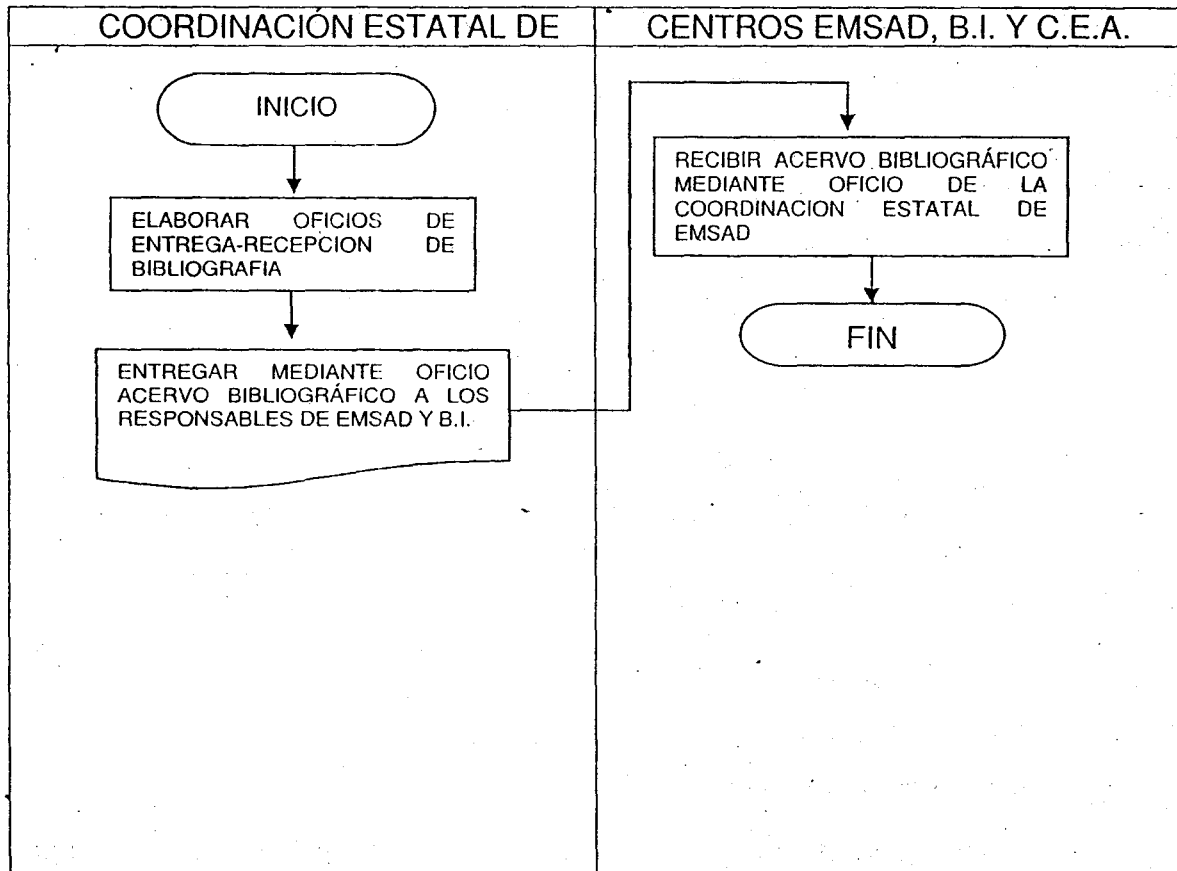 COORDINACIÓN ESTATAL DE
CENTROS EMSAD, B.I. Y C.E.A.
INICIO
ELABORAR OFICIOS DE
ENTREGA-RECEPCION DE
BIBLIOGRAFIA
ENTREGAR MEDIANTE OFICIO
ACERVO BIBLIOGRÁFICO A LOS
RESPONSABLES DE EMSAD Y B.I.
RECIBIR ACERVO BIBLIOGRÁFICO
MEDIANTE OFICIO DE LA
COORDINACION ESTATAL DE
EMSAD
FIN